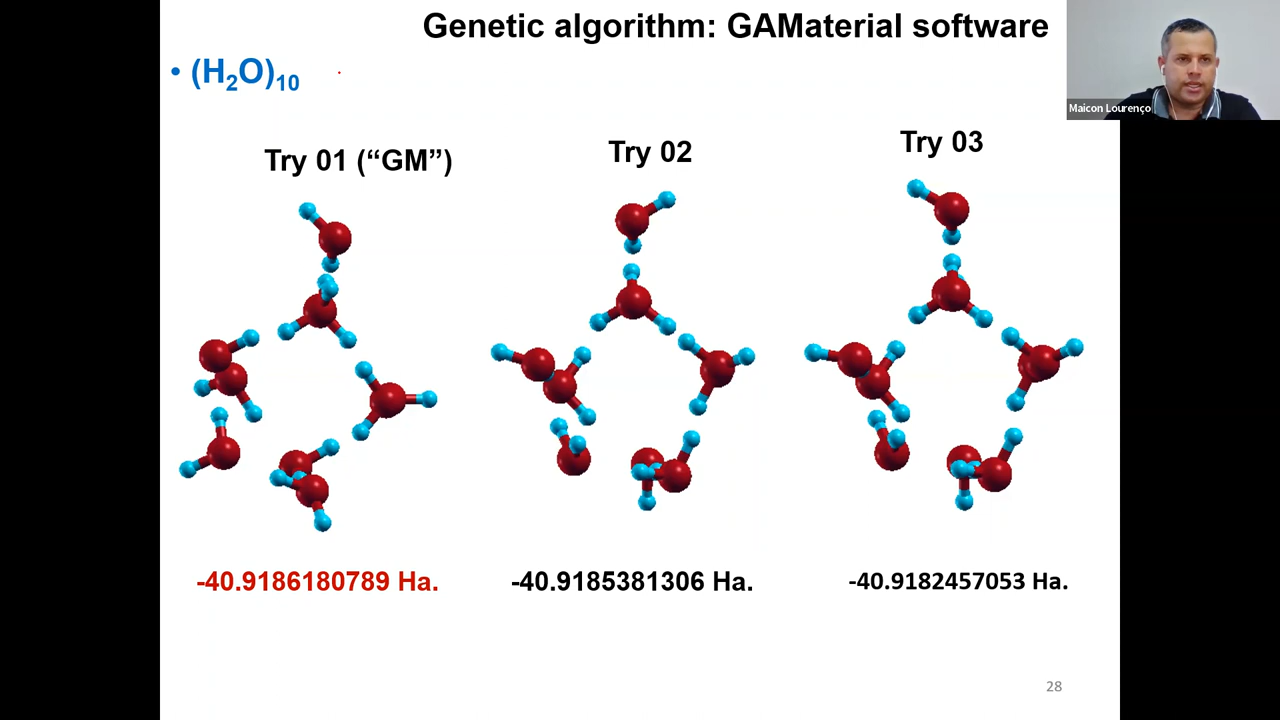 Genetic algorithm: GAMaterial software
• (H₂O)₁₀
Maicon Lourenço
Try 01 (“GM”)
Try 02
Try 03
-40.9186180789 Ha.
-40.9185381306 Ha.
-40.9182457053 Ha.
28